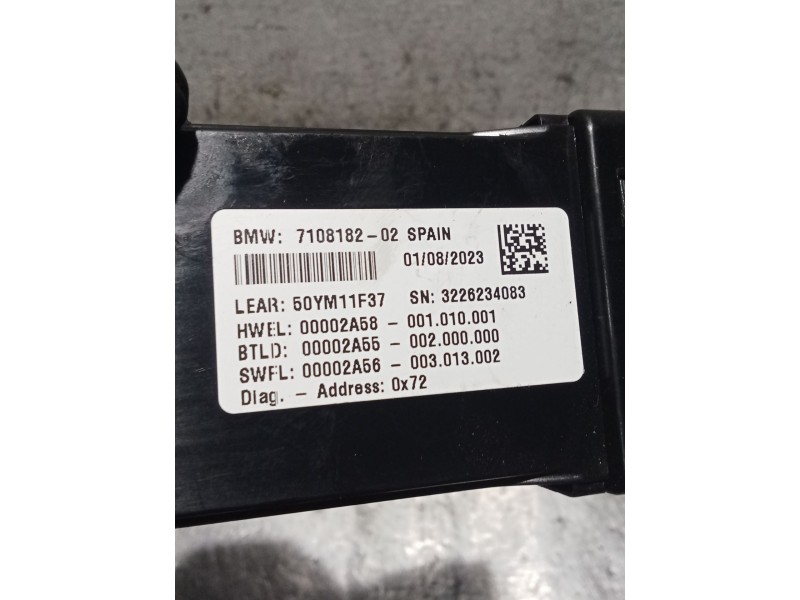 BMW: 7108182-02 SPAIN
01/08/2023
LEAR: 50YM11F37 SN: 3226234083
HWEL: 00002A58 - 001.010.001
BTLD: 00002A55 - 002.000.000
SWFL: 00002A56 - 003.013.002
Diag. - Address: 0x72